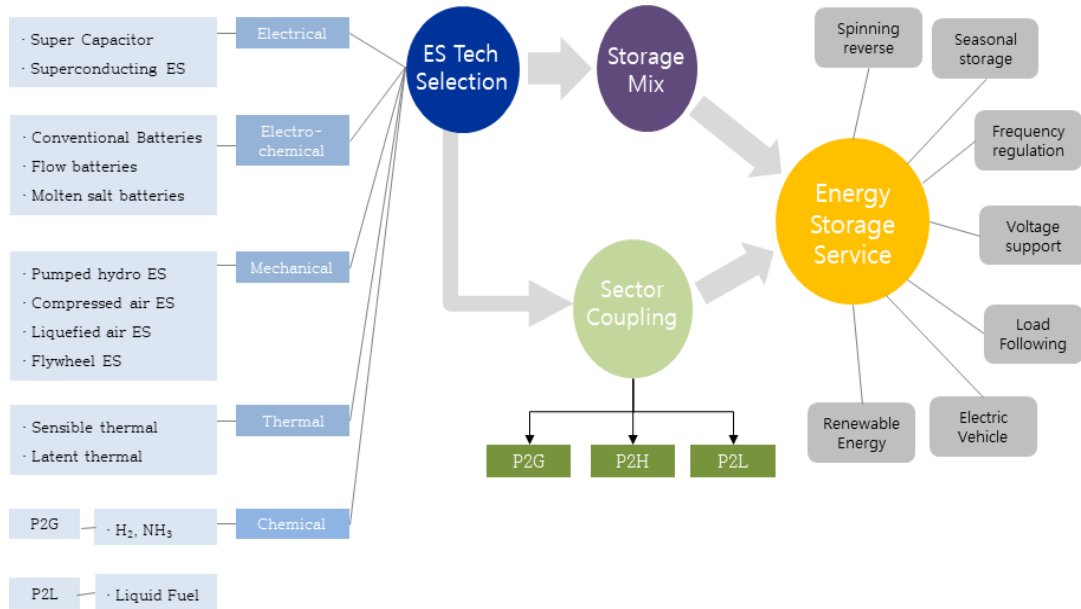 · Super Capacitor
· Superconducting ES
Electrical
· Conventional Batteries
· Flow batteries
· Molten salt batteries
Electro-
chemical
· Pumped hydro ES
· Compressed air ES
· Liquefied air ES
· Flywheel ES
Mechanical
· Sensible thermal
· Latent thermal
Thermal
P2G
· H₂, NH₃
Chemical
P2L
· Liquid Fuel
ES Tech
Selection
Storage
Mix
Sector
Coupling
P2G
P2H
P2L
Energy
Storage
Service
Spinning
reverse
Seasonal
storage
Frequency
regulation
Voltage
support
Load
Following
Electric
Vehicle
Renewable
Energy